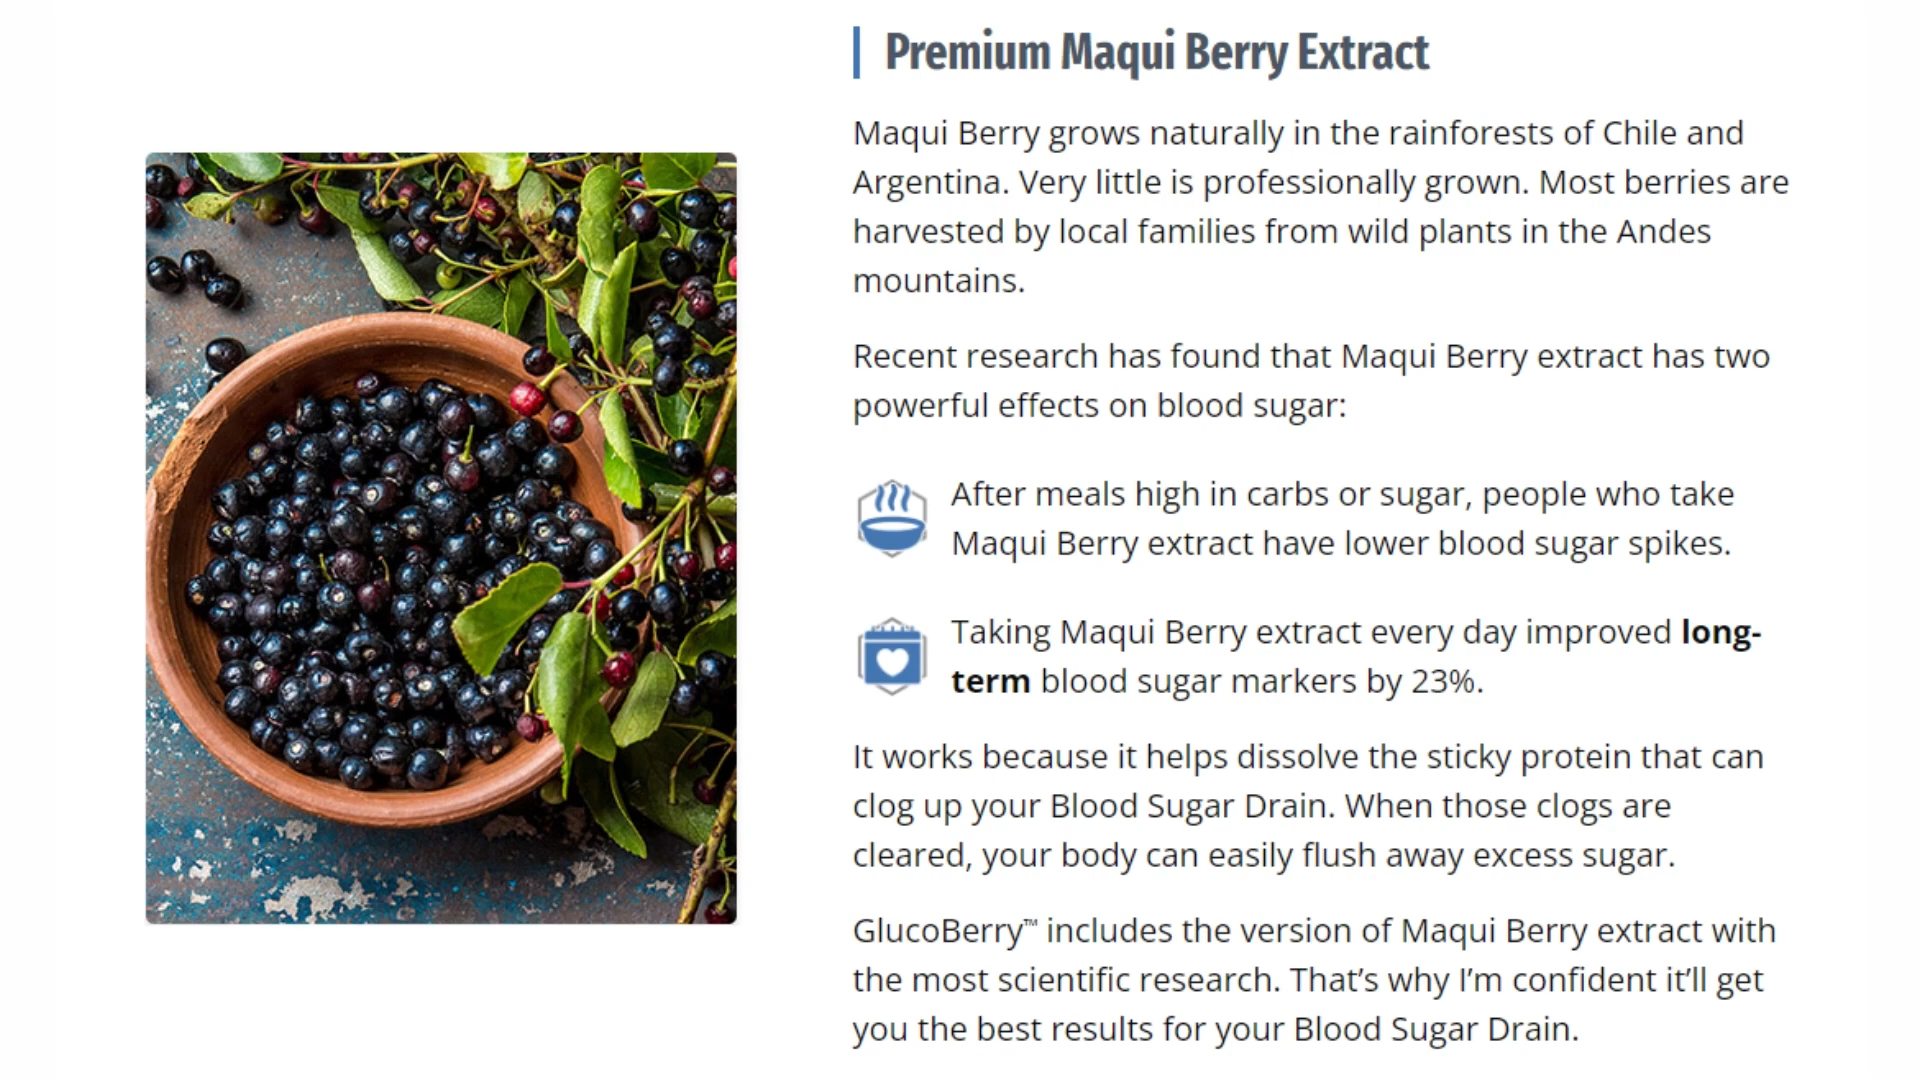 Premium Maqui Berry Extract
Maqui Berry grows naturally in the rainforests of Chile and
Argentina. Very little is professionally grown. Most berries are
harvested by local families from wild plants in the Andes
mountains.
Recent research has found that Maqui Berry extract has two
powerful effects on blood sugar:
After meals high in carbs or sugar, people who take
Maqui Berry extract have lower blood sugar spikes.
Taking Maqui Berry extract every day improved long-
term blood sugar markers by 23%.
It works because it helps dissolve the sticky protein that can
clog up your Blood Sugar Drain. When those clogs are
cleared, your body can easily flush away excess sugar.
GlucoBerry™ includes the version of Maqui Berry extract with
the most scientific research. That’s why I’m confident it’ll get
you the best results for your Blood Sugar Drain.